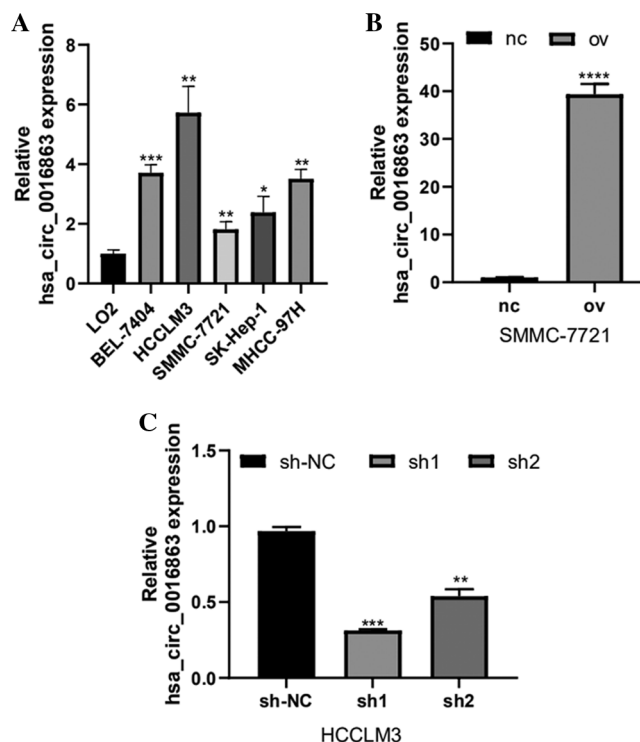 A
Relative
hsa_circ_0016863 expression
8
6
4
2
0
***
**
**
*
**
LO2
BEL-7404
HCCLM3
SMMC-7721
SK-Hep-1
MHCC-97H
B
nc ov
Relative
hsa_circ_0016863 expression
50
40
30
20
10
0
****
nc ov
SMMC-7721
C
sh-NC sh1 sh2
Relative
hsa_circ_0016863 expression
1.5
1.0
0.5
0.0
***
**
sh-NC sh1 sh2
HCCLM3